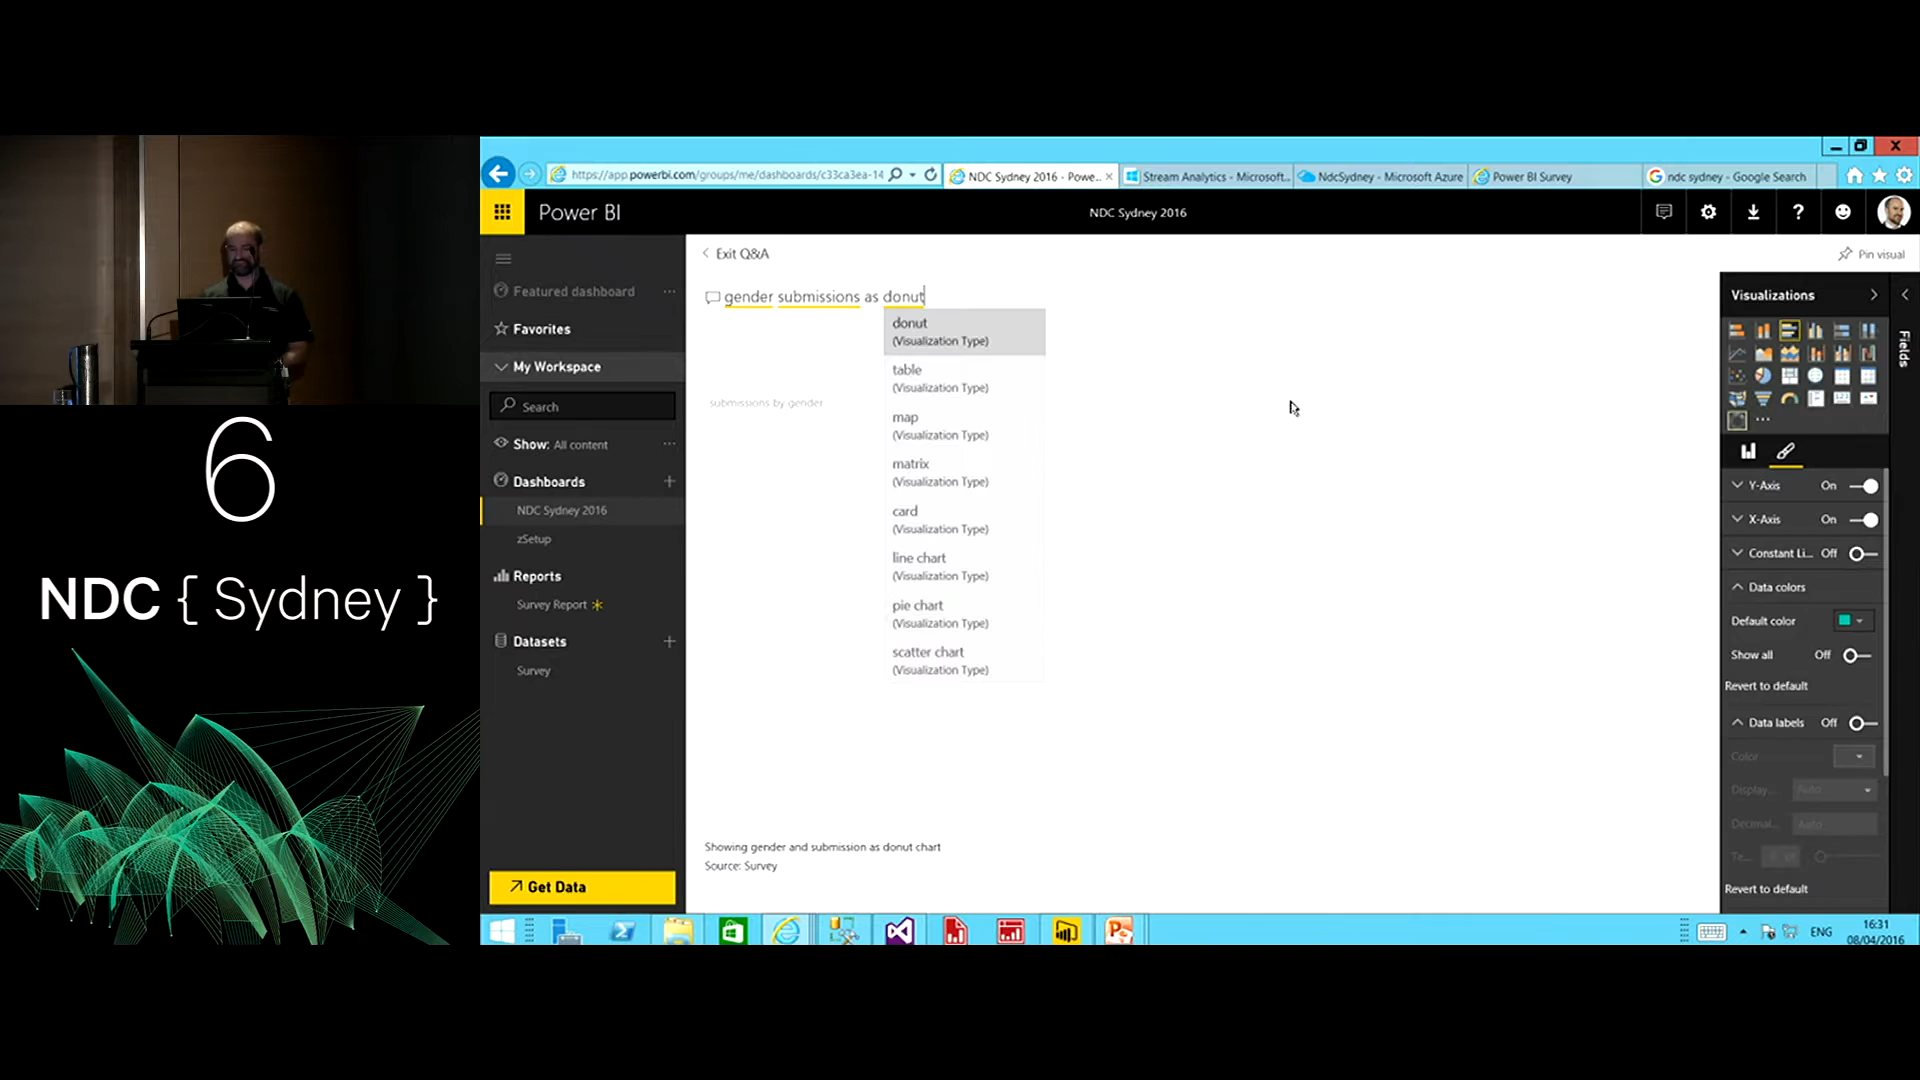 6
NDC { Sydney }
https://app.powerbi.com/groups/me/dashboards/c33ca3ea-14
NDC Sydney 2016 - Powe...
Stream Analytics - Microsoft...
NdcSydney - Microsoft Azure
Power BI Survey
ndc sydney - Google Search
Power BI
NDC Sydney 2016
Featured dashboard
Favorites
My Workspace
Search
Show: All content
Dashboards
NDC Sydney 2016
zSetup
Reports
Survey Report
Datasets
Survey
Get Data
Exit Q&A
Pin visual
gender submissions as donut
donut
(Visualization Type)
table
(Visualization Type)
map
(Visualization Type)
matrix
(Visualization Type)
card
(Visualization Type)
line chart
(Visualization Type)
pie chart
(Visualization Type)
scatter chart
(Visualization Type)
submissions by gender
Showing gender and submission as donut chart
Source: Survey
Visualizations
Fields
Y-Axis On
X-Axis On
Constant Li... Off
Data colors
Default color
Show all Off
Revert to default
Data labels Off
Color
Display... Auto
Decimal... Auto
Te...
Revert to default
ENG
16:31
08/04/2016